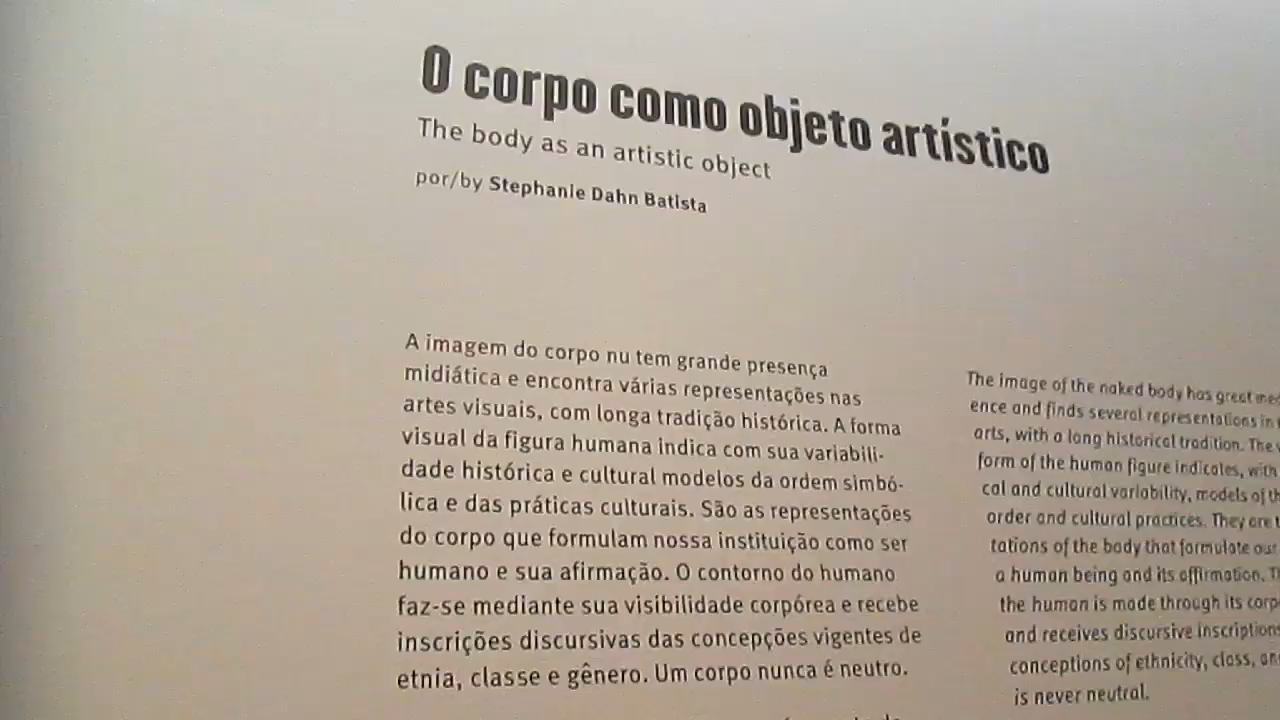 O corpo como objeto artístico
The body as an artistic object
por/by Stephanie Dahn Batista
A imagem do corpo nu tem grande presença
midiática e encontra várias representações nas
artes visuais, com longa tradição histórica. A forma
visual da figura humana indica com sua variabili-
dade histórica e cultural modelos da ordem simbó-
lica e das práticas culturais. São as representações
do corpo que formulam nossa instituição como ser
humano e sua afirmação. O contorno do humano
faz-se mediante sua visibilidade corpórea e recebe
inscrições discursivas das concepções vigentes de
etnia, classe e gênero. Um corpo nunca é neutro.
The image of the naked body has great
ence and finds several representations in
arts, with a long historical tradition. The
form of the human figure indicates, with
cal and cultural variability, models of
order and cultural practices. They are
tations of the body that formulate
a human being and its affirmation.
the human is made through its
and receives discursive inscriptions
conceptions of ethnicity, class,
is never neutral.